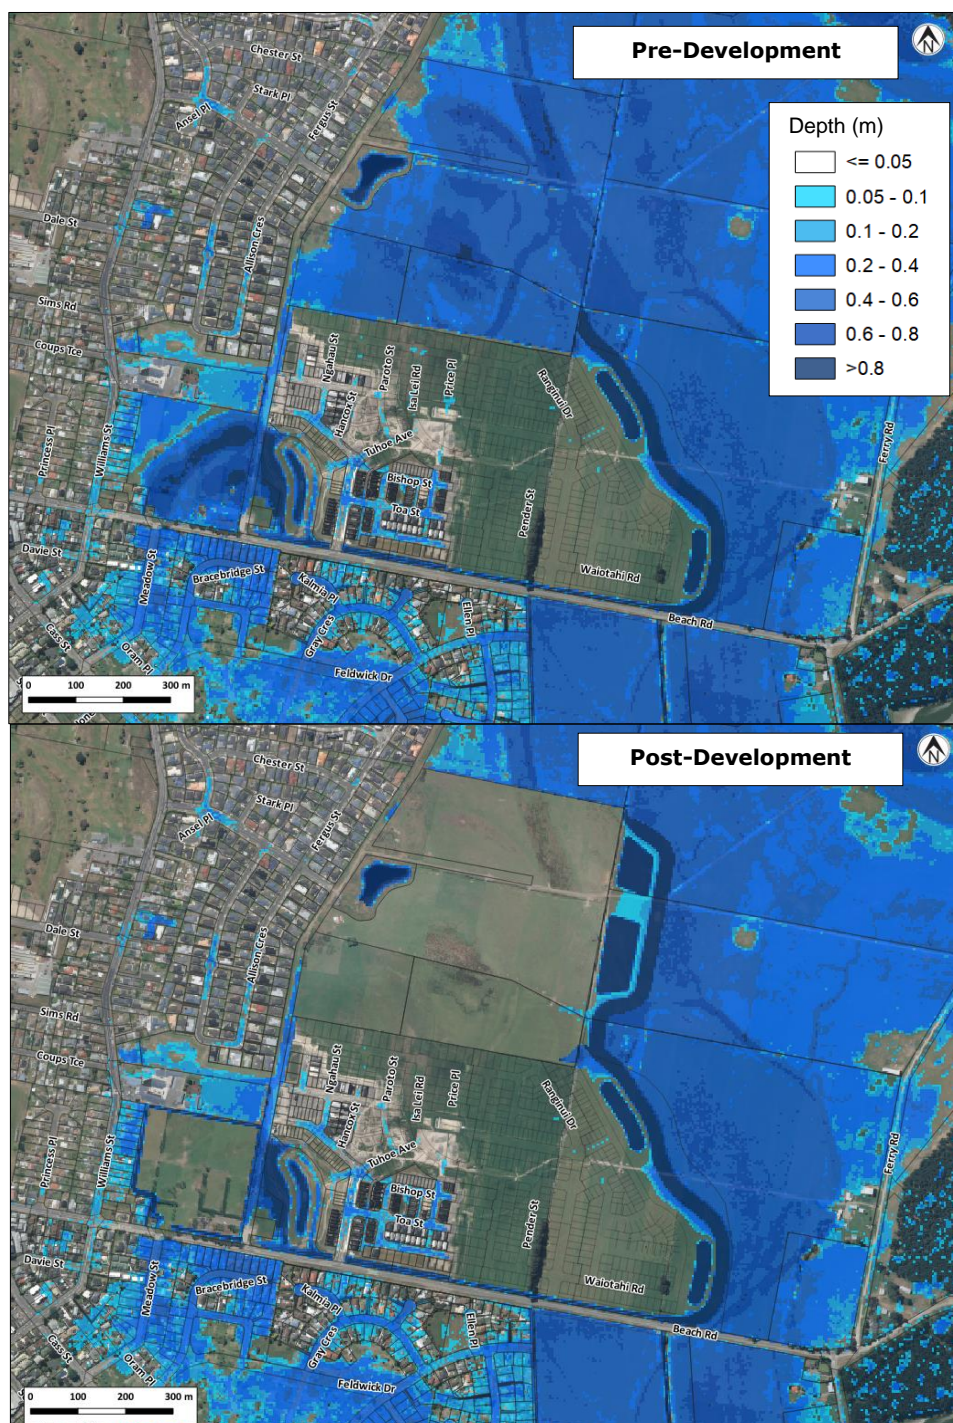 Pre-Development
N
Depth (m)
<= 0.05
0.05 - 0.1
0.1 - 0.2
0.2 - 0.4
0.4 - 0.6
0.6 - 0.8
>0.8
Chester St
Stark Pl
Ansel Pl
Fergus St
Dale St
Allison Cres
Sims Rd
Coups Tce
Ngahau St
Paroto St
Isa Lei Rd
Price Pl
Ranginui Dr
Hancox St
Tuhoe Ave
Princess Pl
Williams St
Bishop St
Toa St
Pender St
Ferry Rd
Davie St
Meadow St
Bracebridge St
Kalmia Pl
Waiotahi Rd
Gray Cres
Ellen Pl
Beach Rd
Cass St
Oram Pl
Feldwick Dr
0 100 200 300 m
Post-Development
N
Chester St
Stark Pl
Ansel Pl
Fergus St
Dale St
Allison Cres
Sims Rd
Coups Tce
Ngahau St
Paroto St
Isa Lei Rd
Price Pl
Ranginui Dr
Hancox St
Tuhoe Ave
Princess Pl
Williams St
Bishop St
Toa St
Pender St
Ferry Rd
Davie St
Meadow St
Bracebridge St
Kalmia Pl
Waiotahi Rd
Gray Cres
Ellen Pl
Beach Rd
Cass St
Oram Pl
Feldwick Dr
0 100 200 300 m